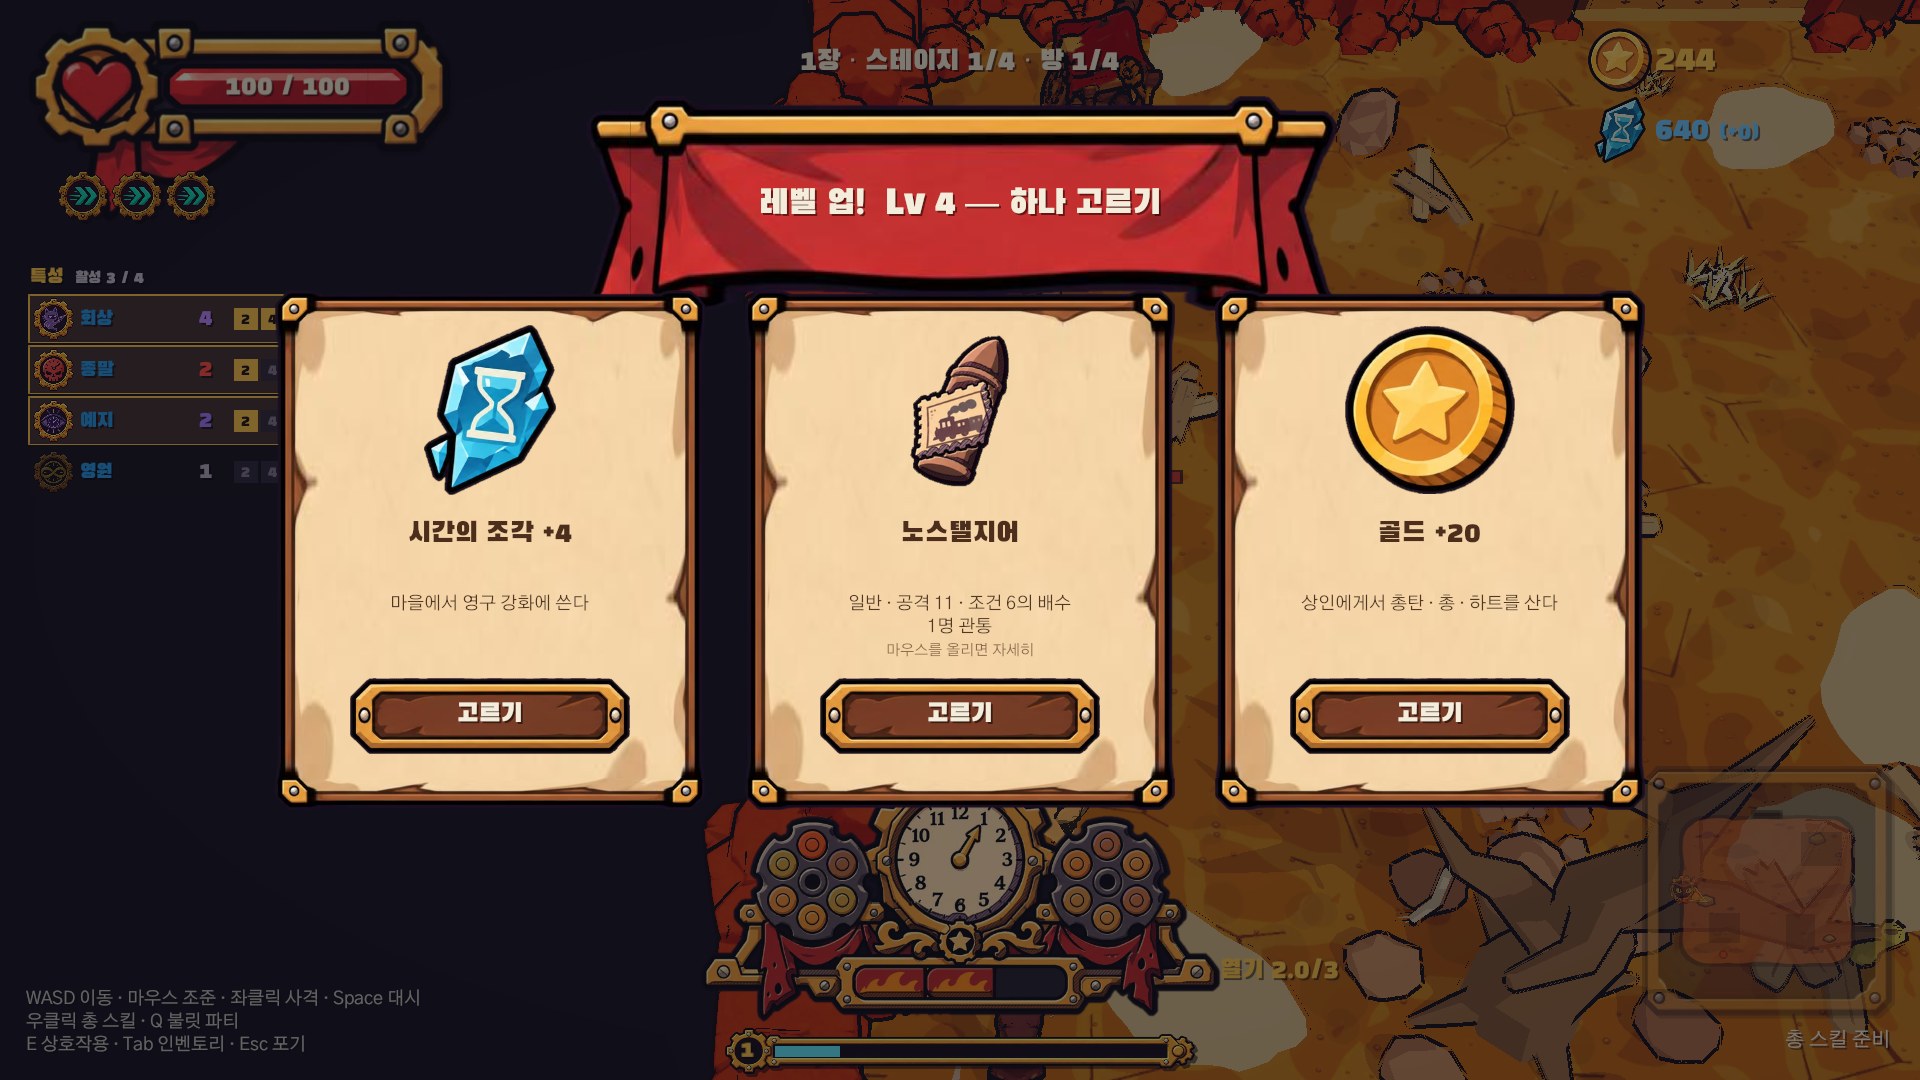 100 / 100
1장 · 스테이지 1/4 · 방 1/4
244
640 (+0)
레벨 업! Lv 4 — 하나 고르기
특성 활성 3 / 4
회상 4 2 4
종말 2 2 4
예지 2 2 4
영원 1 2 4
시간의 조각 +4
마을에서 영구 강화에 쓴다
고르기
노스탤지어
일반 · 공격 11 · 조건 6의 배수
1명 관통
마우스를 올리면 자세히
고르기
골드 +20
상인에게서 총탄 · 총 · 하트를 산다
고르기
12 1 2 3 4 5 6 7 8 9 10 11
열기 2.0/3
1
WASD 이동 · 마우스 조준 · 좌클릭 사격 · Space 대시
우클릭 총 스킬 · Q 불릿 파티
E 상호작용 · Tab 인벤토리 · Esc 포기
총 스킬 준비